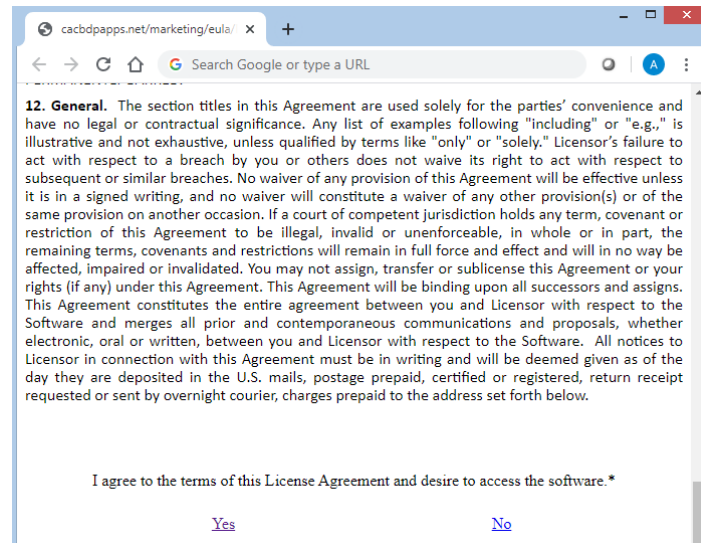 cacbdpapps.net/marketing/eula/
Search Google or type a URL
A
12. General. The section titles in this Agreement are used solely for the parties' convenience and
have no legal or contractual significance. Any list of examples following "including" or "e.g.," is
illustrative and not exhaustive, unless qualified by terms like "only" or "solely." Licensor's failure to
act with respect to a breach by you or others does not waive its right to act with respect to
subsequent or similar breaches. No waiver of any provision of this Agreement will be effective unless
it is in a signed writing, and no waiver will constitute a waiver of any other provision(s) or of the
same provision on another occasion. If a court of competent jurisdiction holds any term, covenant or
restriction of this Agreement to be illegal, invalid or unenforceable, in whole or in part, the
remaining terms, covenants and restrictions will remain in full force and effect and will in no way be
affected, impaired or invalidated. You may not assign, transfer or sublicense this Agreement or your
rights (if any) under this Agreement. This Agreement will be binding upon all successors and assigns.
This Agreement constitutes the entire agreement between you and Licensor with respect to the
Software and merges all prior and contemporaneous communications and proposals, whether
electronic, oral or written, between you and Licensor with respect to the Software. All notices to
Licensor in connection with this Agreement must be in writing and will be deemed given as of the
day they are deposited in the U.S. mails, postage prepaid, certified or registered, return receipt
requested or sent by overnight courier, charges prepaid to the address set forth below.
I agree to the terms of this License Agreement and desire to access the software.*
Yes No